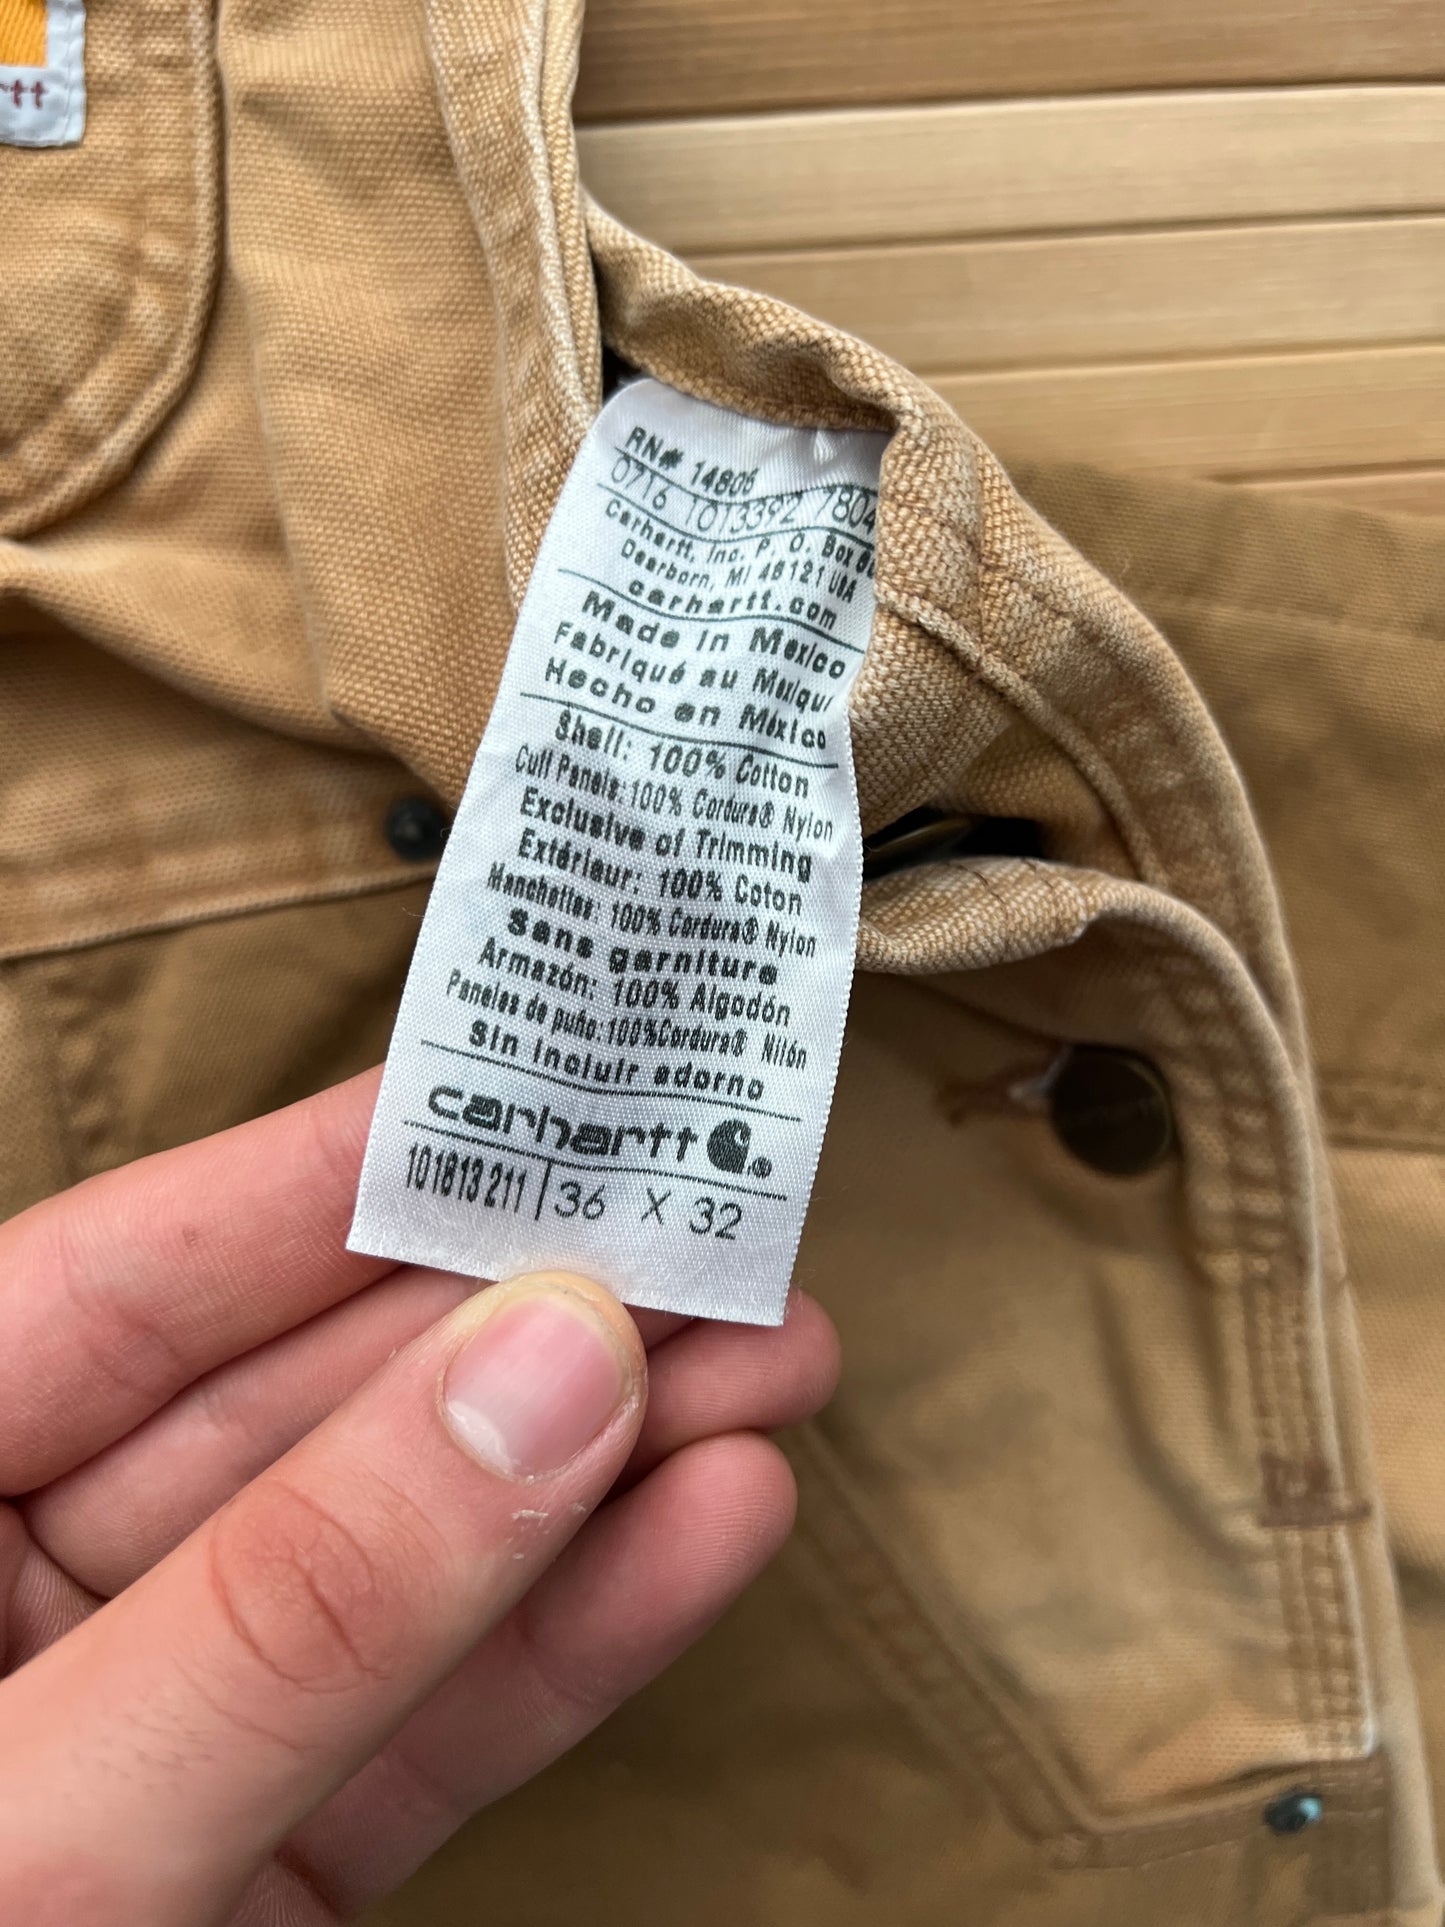 rtt
RN# 14806
0716 1013392 7804
Carhartt, Inc. P. O. Box
Dearborn, MI 48121 USA
carhartt.com
Made in Mexico
Fabriqué au Mexiqu
Hecho en México
Shell: 100% Cotton
Cuff Panels: 100% Cordura® Nylon
Exclusive of Trimming
Extérieur: 100% Coton
Manchettes: 100% Cordura® Nylon
Sans garniture
Armazón: 100% Algodón
Paneles de puño:100%Cordura® Nilón
Sin incluir adorno
carhartt ®
101813 211 | 36 X 32